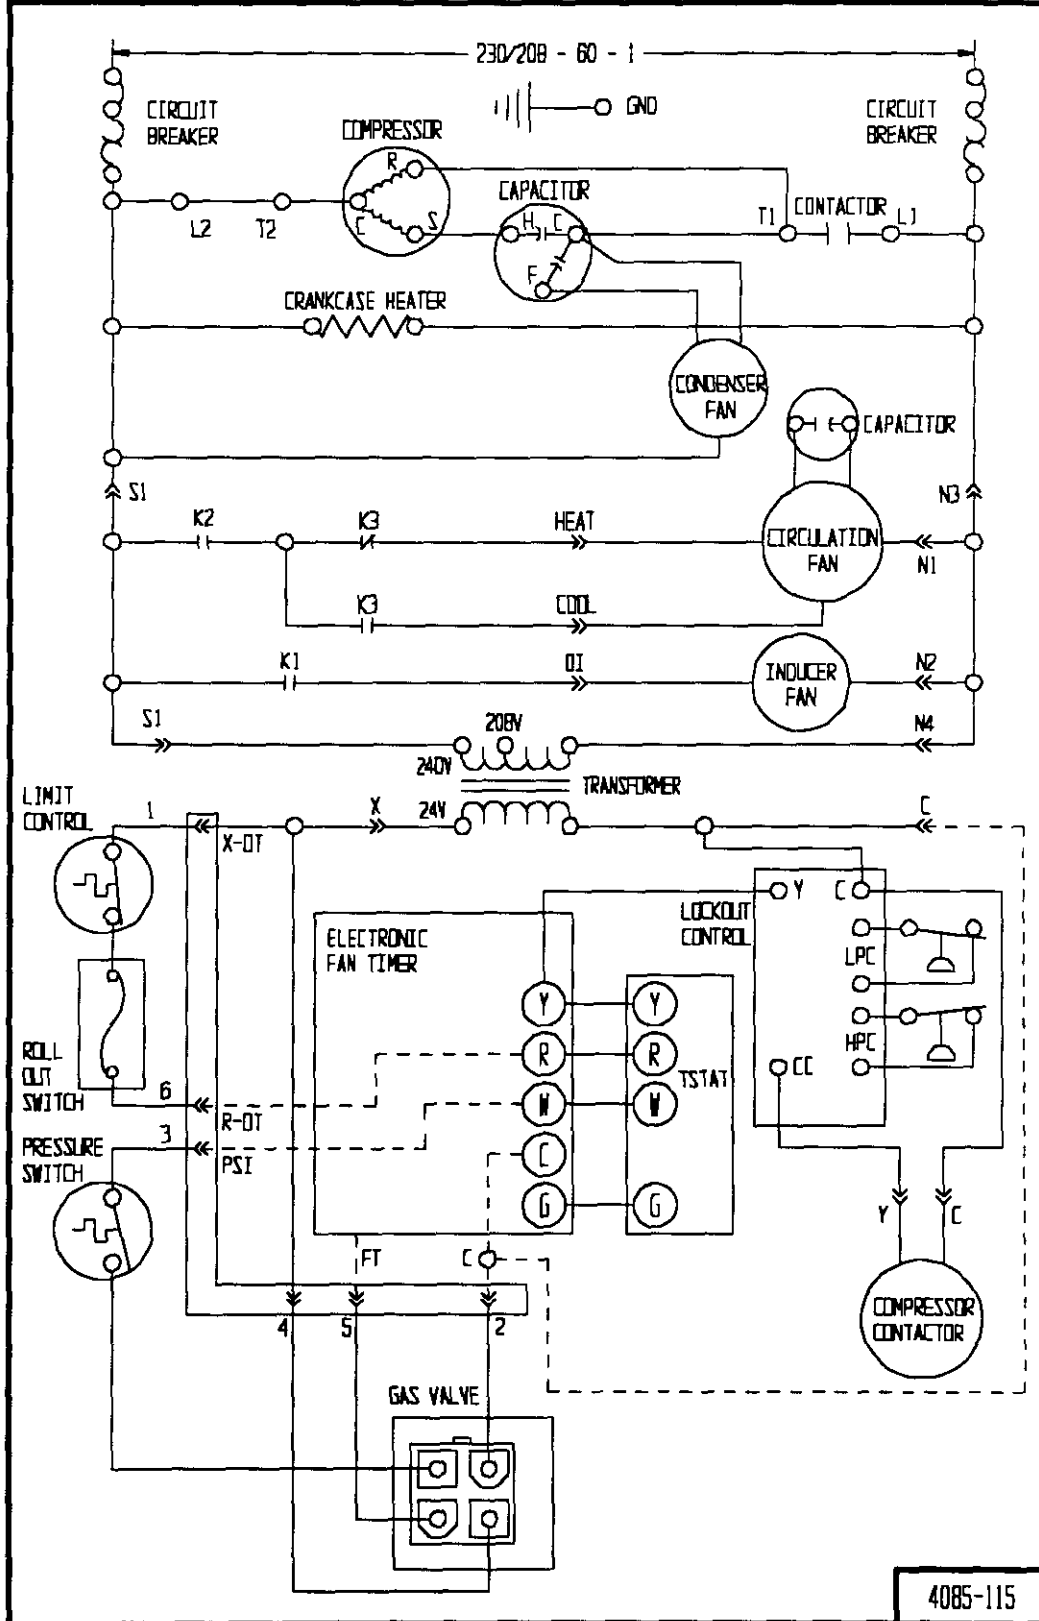 230/208 - 60 - 1
CIRCUIT
BREAKER
GND
CIRCUIT
BREAKER
COMPRESSOR
R
C
S
L2
T2
CAPACITOR
H
C
F
T1
CONTACTOR
L1
CRANKCASE HEATER
CONDENSER
FAN
CAPACITOR
S1
N3
K2
K3
HEAT
CIRCULATION
FAN
N1
K3
COOL
K1
DI
INDUCER
FAN
N2
S1
208V
240V
N4
TRANSFORMER
24V
LIMIT
CONTROL
1
X-OT
X
C
ELECTRONIC
FAN TIMER
LOCKOUT
CONTROL
Y
C
LPC
HPC
CC
Y
R
W
C
G
Y
R
W
G
TSTAT
ROLL
OUT
SWITCH
6
R-OT
3
PSI
PRESSURE
SWITCH
FT
C
4
5
2
Y
C
COMPRESSOR
CONTACTOR
GAS VALVE
4085-115